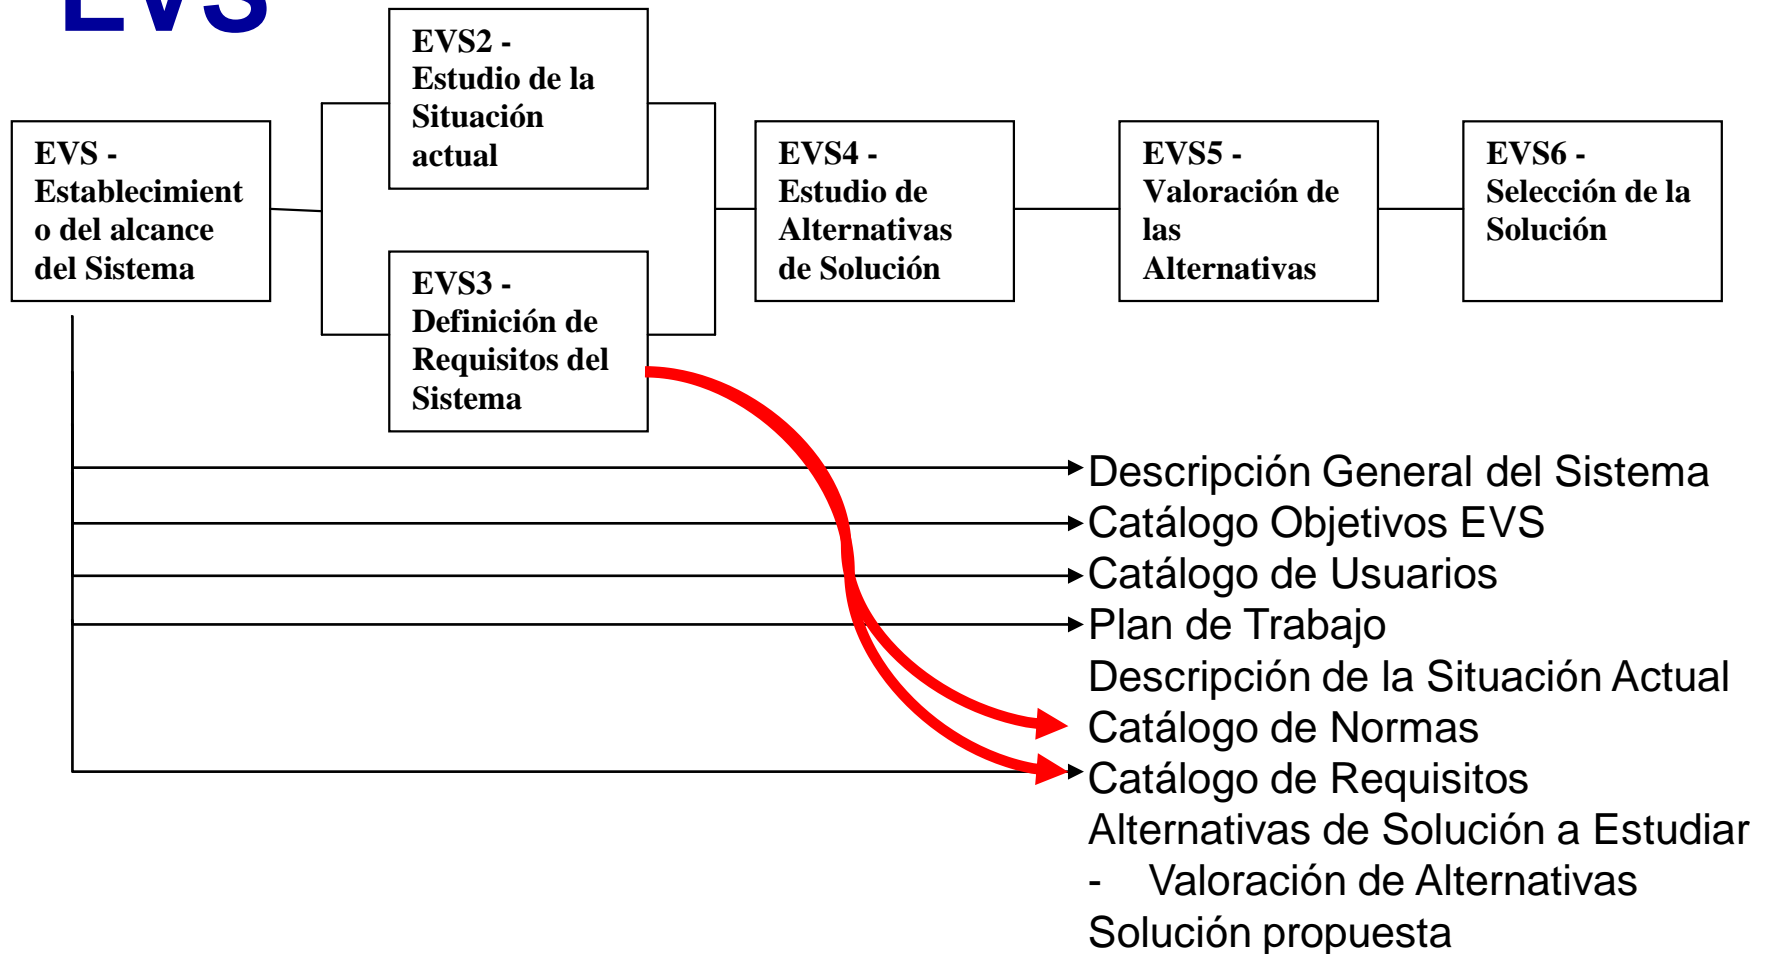 EVS
EVS2 -
Estudio de la
Situación
actual
EVS -
Establecimient
o del alcance
del Sistema
EVS3 -
Definición de
Requisitos del
Sistema
EVS4 -
Estudio de
Alternativas
de Solución
EVS5 -
Valoración de
las
Alternativas
EVS6 -
Selección de la
Solución
Descripción General del Sistema
Catálogo Objetivos EVS
Catálogo de Usuarios
Plan de Trabajo
Descripción de la Situación Actual
Catálogo de Normas
Catálogo de Requisitos
Alternativas de Solución a Estudiar
- Valoración de Alternativas
Solución propuesta